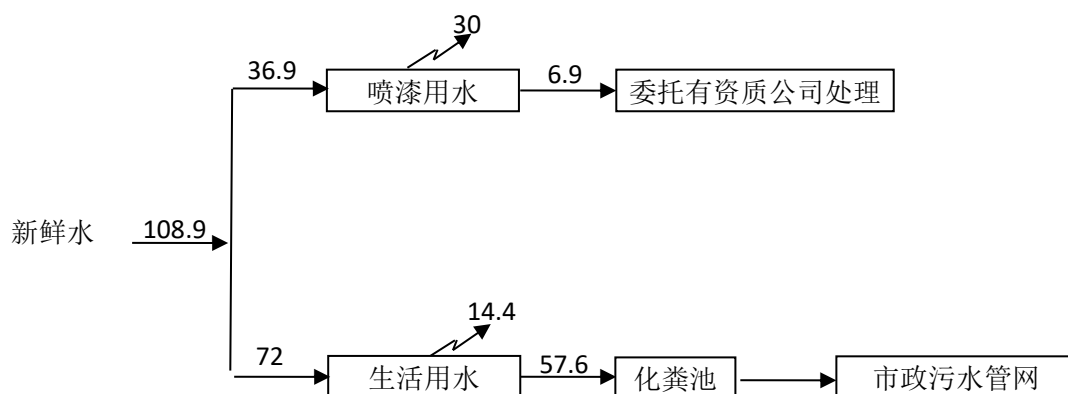 30
36.9
喷漆用水
6.9
委托有资质公司处理
新鲜水
108.9
14.4
72
生活用水
57.6
化粪池
市政污水管网